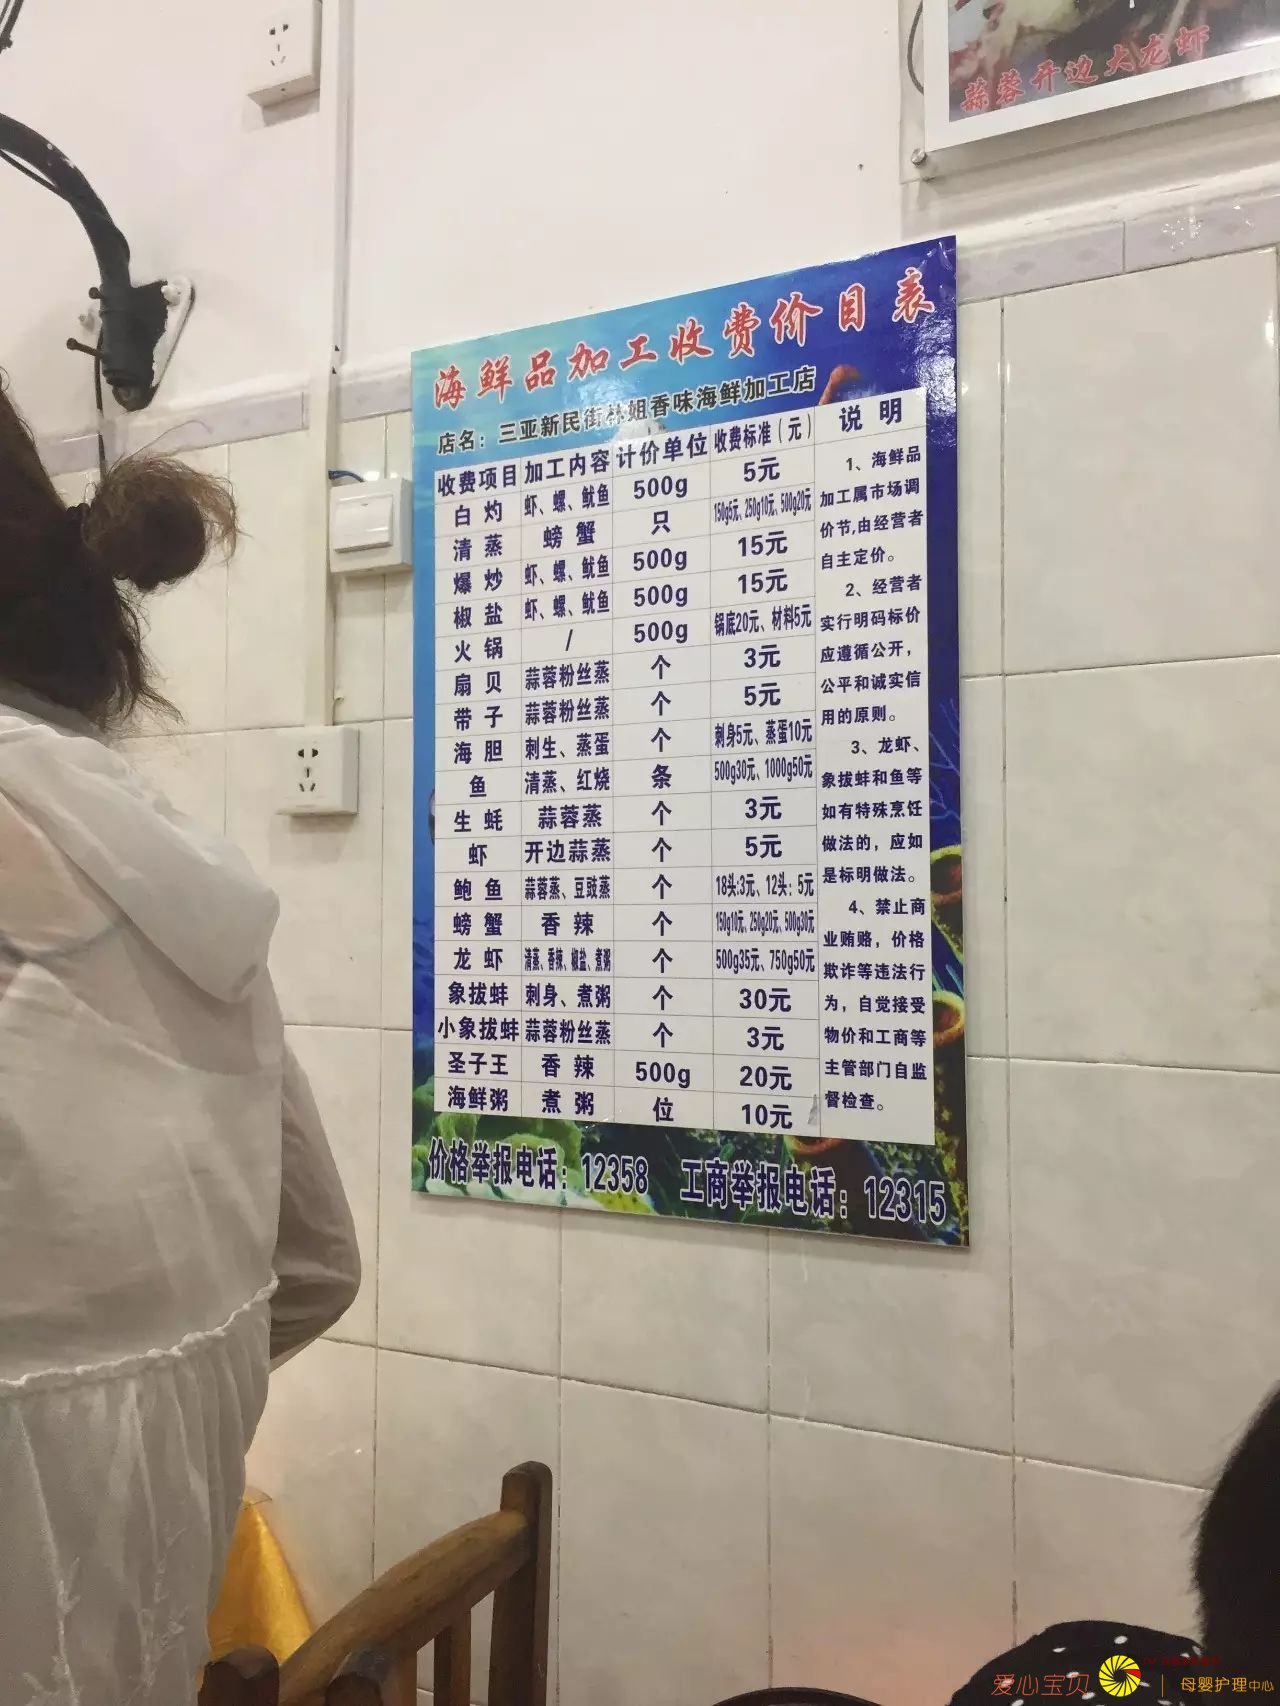 蒜蓉开边大龙虾
海鲜品加工收费价目表
店名：三亚新民街林姐香味海鲜加工店
收费项目 加工内容 计价单位 收费标准（元）
白灼 虾、螺、鱿鱼 500g 5元
清蒸 螃蟹 只 150g5元、250g10元、500g20元
爆炒 虾、螺、鱿鱼 500g 15元
椒盐 虾、螺、鱿鱼 500g 15元
火锅 / 500g 锅底20元、材料5元
扇贝 蒜蓉粉丝蒸 个 3元
带子 蒜蓉粉丝蒸 个 5元
海胆 刺生、蒸蛋 个 刺身5元、蒸蛋10元
鱼 清蒸、红烧 条 500g30元、1000g50元
生蚝 蒜蓉蒸 个 3元
虾 开边蒜蒸 个 5元
鲍鱼 蒜蓉蒸、豆豉蒸 个 18头:3元、12头：5元
螃蟹 香辣 个 150g10元、250g20元、500g30元
龙虾 清蒸、香辣、椒盐、煮粥 个 500g35元、750g50元
象拔蚌 刺身、煮粥 个 30元
小象拔蚌 蒜蓉粉丝蒸 个 3元
圣子王 香辣 500g 20元
海鲜粥 煮粥 位 10元
说明
1、海鲜品
加工属市场调
价节,由经营者
自主定价。
2、经营者
实行明码标价
应遵循公开，
公平和诚实信
用的原则。
3、龙虾、
象拔蚌和鱼等
如有特殊烹饪
做法的，应如
是标明做法。
4、禁止商
业贿赂，价格
欺诈等违法行
为，自觉接受
物价和工商等
主管部门自监
督检查。
价格举报电话：12358 工商举报电话：12315
爱心宝贝 | 母婴护理中心